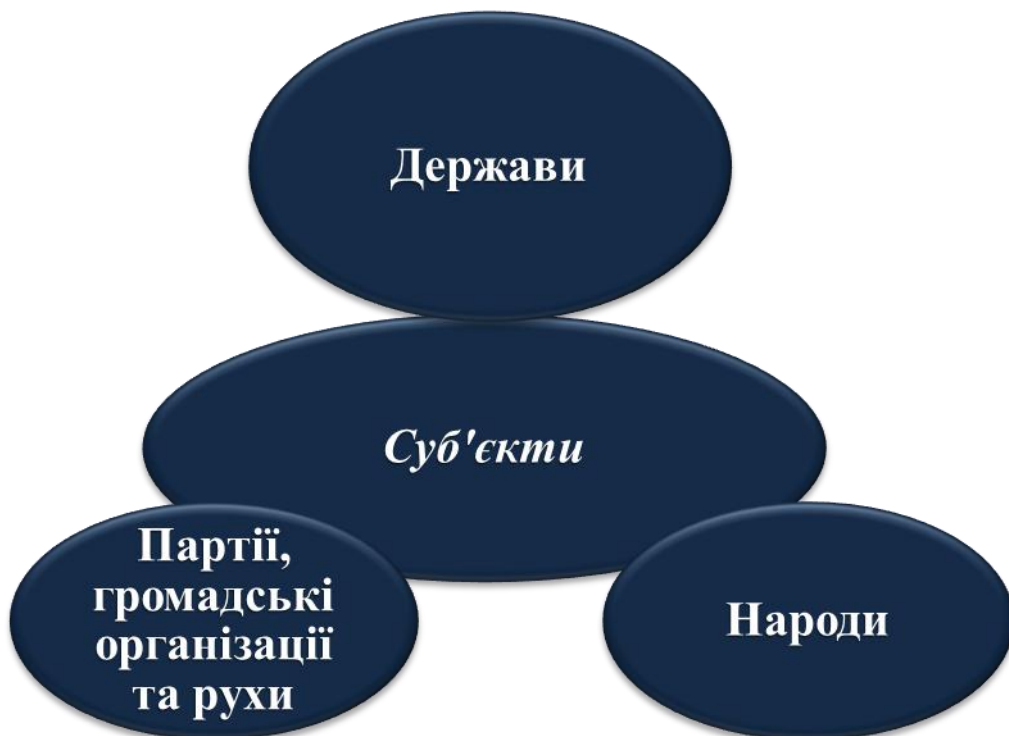 Держави
Суб'єкти
Партії,
громадські
організації
та рухи
Народи